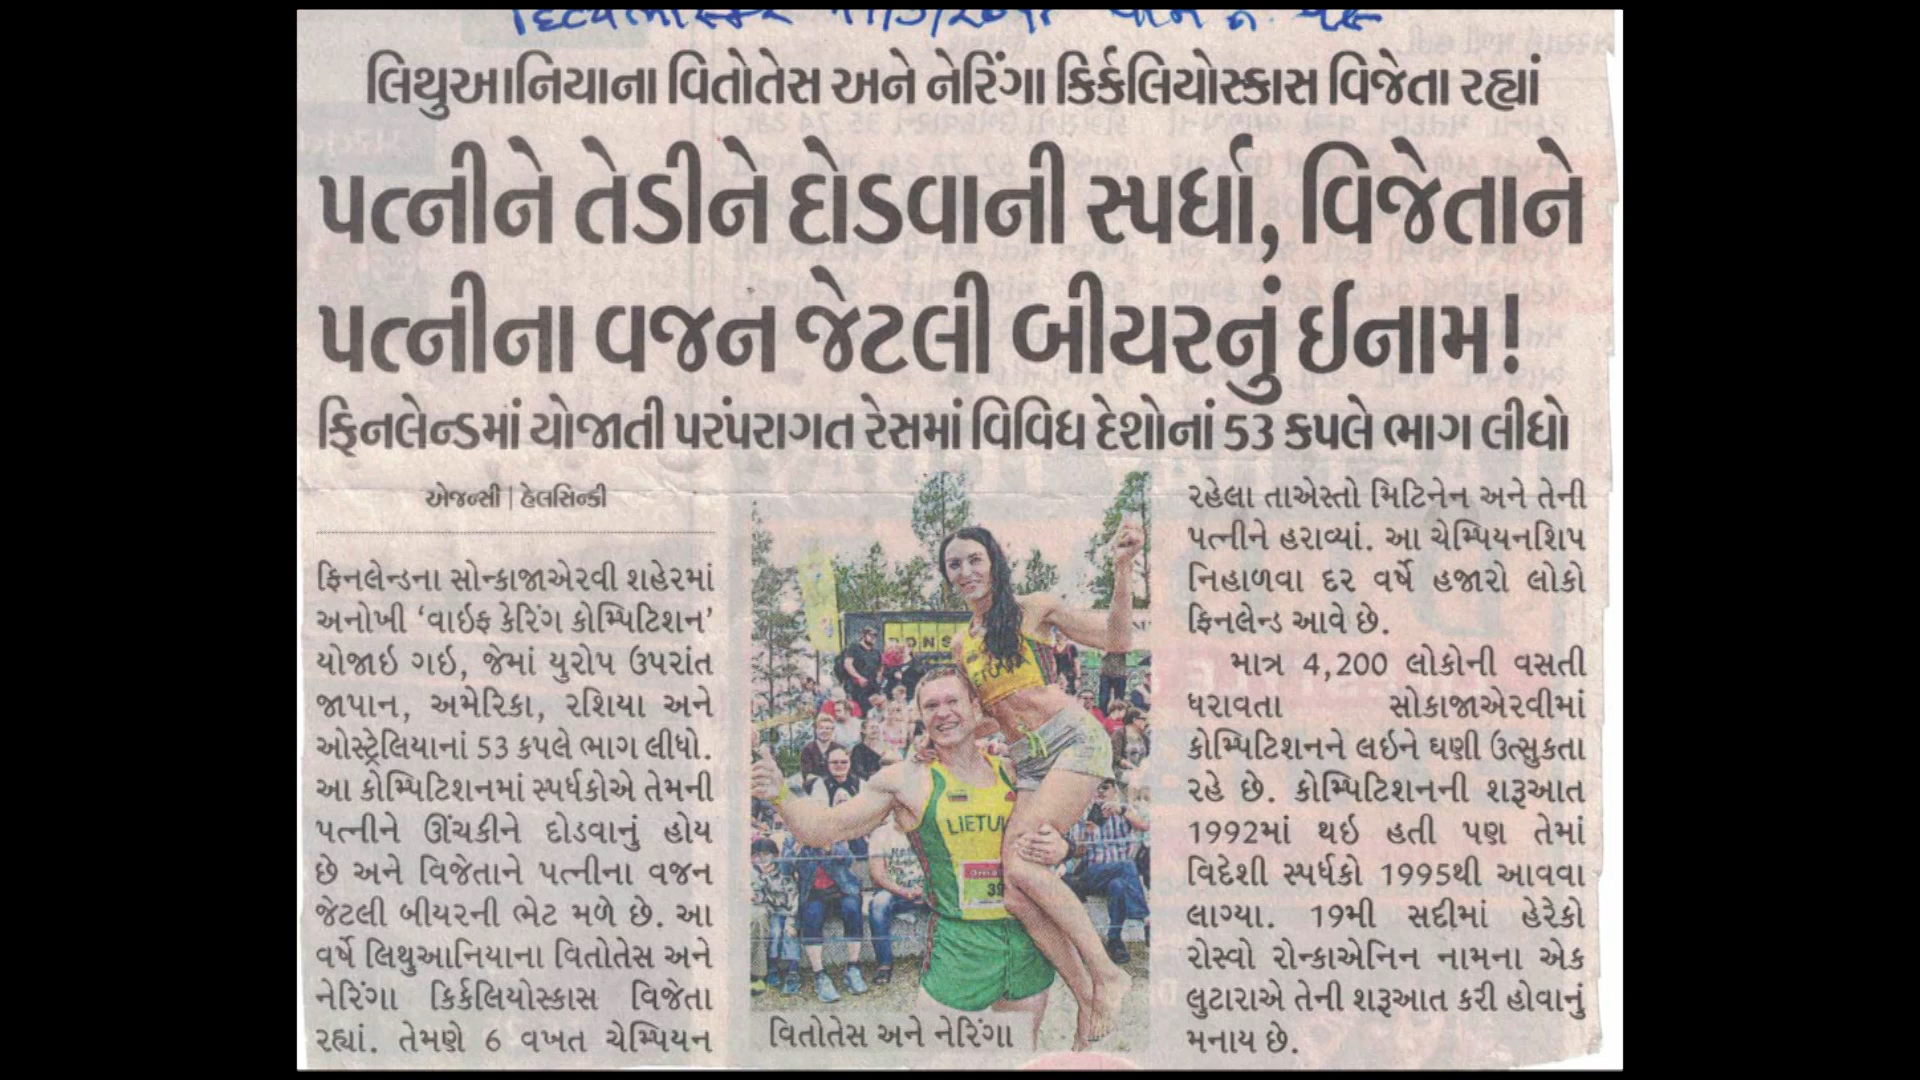 લિથુઆનિયાના વિતોતેસ અને નેરિંગા કિર્કલિયોસ્કાસ વિજેતા રહ્યાં
પત્નીને તેડીને દોડવાની સ્પર્ધા, વિજેતાને
પત્નીના વજન જેટલી બીયરનું ઈનામ!
ફિનલેન્ડમાં યોજાતી પરંપરાગત રેસમાં વિવિધ દેશોનાં 53 કપલે ભાગ લીધો
એજન્સી | હેલસિન્કી
ફિનલેન્ડના સોન્કાજાએરવી શહેરમાં
અનોખી ‘વાઇફ કેરિંગ કોમ્પિટિશન’
યોજાઇ ગઇ, જેમાં યુરોપ ઉપરાંત
જાપાન, અમેરિકા, રશિયા અને
ઓસ્ટ્રેલિયાનાં 53 કપલે ભાગ લીધો.
આ કોમ્પિટિશનમાં સ્પર્ધકોએ તેમની
પત્નીને ઊંચકીને દોડવાનું હોય
છે અને વિજેતાને પત્નીના વજન
જેટલી બીયરની ભેટ મળે છે. આ
વર્ષે લિથુઆનિયાના વિતોતેસ અને
નેરિંગા કિર્કલિયોસ્કાસ વિજેતા
રહ્યાં. તેમણે 6 વખત ચેમ્પિયન
LIETU
39
વિતોતેસ અને નેરિંગા
રહેલા તાએસ્તો મિટિનેન અને તેની
પત્નીને હરાવ્યાં. આ ચેમ્પિયનશિપ
નિહાળવા દર વર્ષે હજારો લોકો
ફિનલેન્ડ આવે છે.
માત્ર 4,200 લોકોની વસતી
ધરાવતા સોકાજાએરવીમાં
કોમ્પિટિશનને લઇને ઘણી ઉત્સુકતા
રહે છે. કોમ્પિટિશનની શરૂઆત
1992માં થઇ હતી પણ તેમાં
વિદેશી સ્પર્ધકો 1995થી આવવા
લાગ્યા. 19મી સદીમાં હેરેકો
રોસ્વો રોન્કાએનિન નામના એક
લુટારાએ તેની શરૂઆત કરી હોવાનું
મનાય છે.